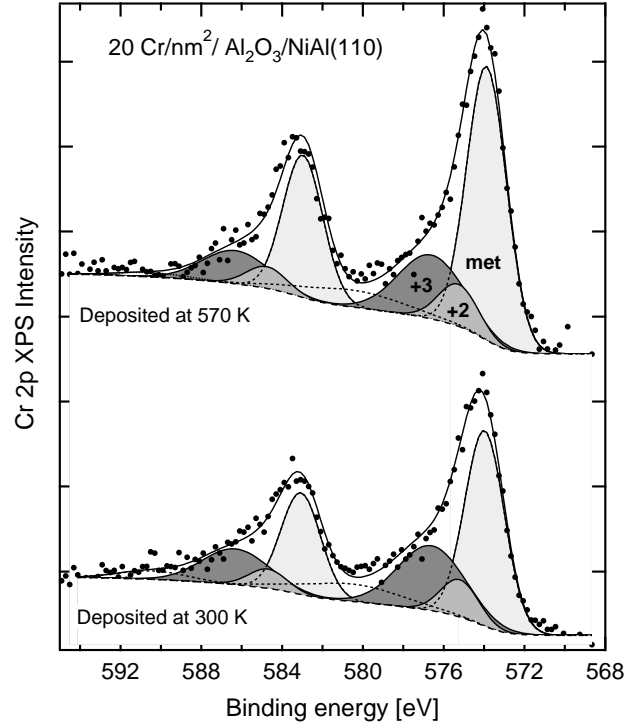 20 Cr/nm²/ Al₂O₃/NiAl(110)
met
+3
+2
Deposited at 570 K
Deposited at 300 K
Cr 2p XPS Intensity
592 588 584 580 576 572 568
Binding energy [eV]